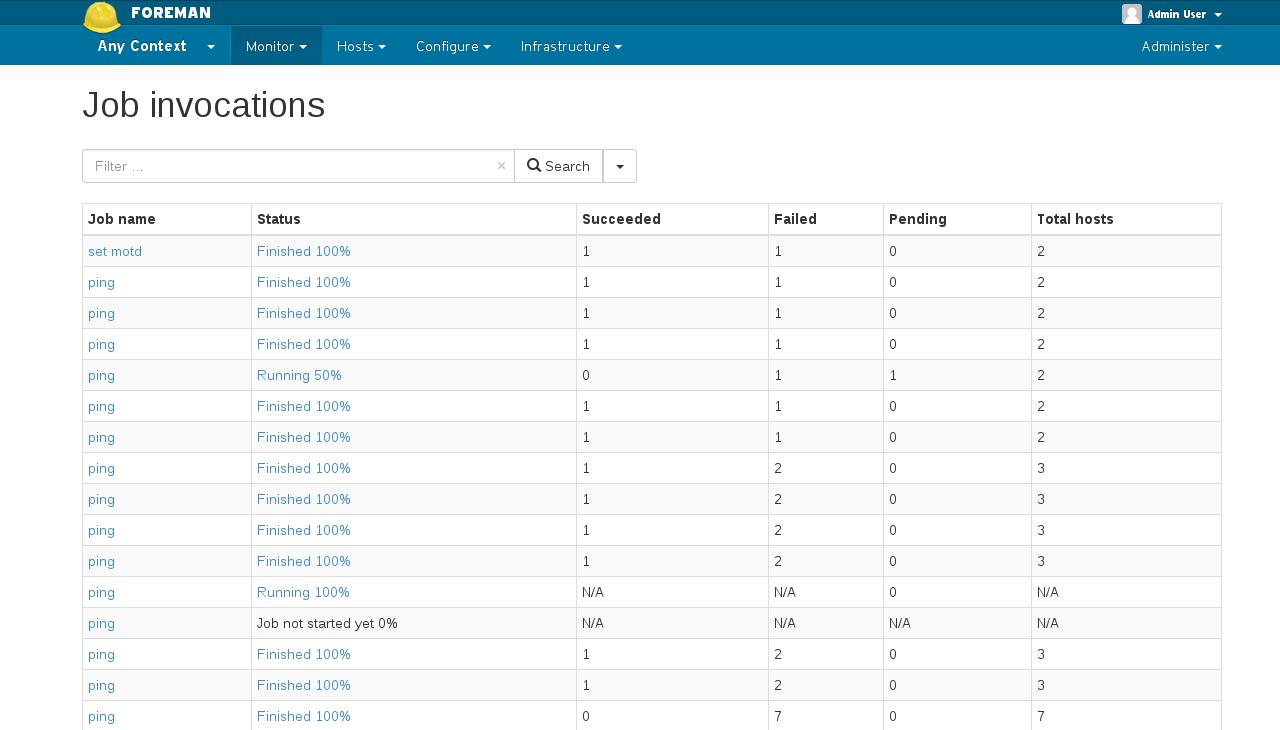 FOREMAN Admin User
Any Context Monitor Hosts Configure Infrastructure Administer
Job invocations
Filter ... × Search
Job name Status Succeeded Failed Pending Total hosts
set motd Finished 100% 1 1 0 2
ping Finished 100% 1 1 0 2
ping Finished 100% 1 1 0 2
ping Finished 100% 1 1 0 2
ping Running 50% 0 1 1 2
ping Finished 100% 1 1 0 2
ping Finished 100% 1 1 0 2
ping Finished 100% 1 2 0 3
ping Finished 100% 1 2 0 3
ping Finished 100% 1 2 0 3
ping Finished 100% 1 2 0 3
ping Running 100% N/A N/A 0 N/A
ping Job not started yet 0% N/A N/A N/A N/A
ping Finished 100% 1 2 0 3
ping Finished 100% 1 2 0 3
ping Finished 100% 0 7 0 7